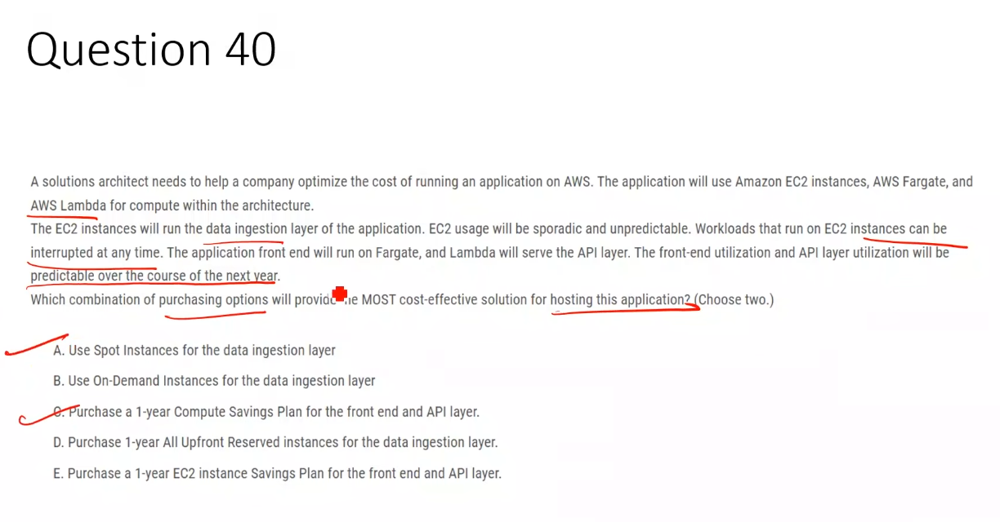 Question 40
A solutions architect needs to help a company optimize the cost of running an application on AWS. The application will use Amazon EC2 instances, AWS Fargate, and
AWS Lambda for compute within the architecture.
The EC2 instances will run the data ingestion layer of the application. EC2 usage will be sporadic and unpredictable. Workloads that run on EC2 instances can be
interrupted at any time. The application front end will run on Fargate, and Lambda will serve the API layer. The front-end utilization and API layer utilization will be
predictable over the course of the next year.
Which combination of purchasing options will provide the MOST cost-effective solution for hosting this application? (Choose two.)
A. Use Spot Instances for the data ingestion layer
B. Use On-Demand Instances for the data ingestion layer
C. Purchase a 1-year Compute Savings Plan for the front end and API layer.
D. Purchase 1-year All Upfront Reserved instances for the data ingestion layer.
E. Purchase a 1-year EC2 instance Savings Plan for the front end and API layer.